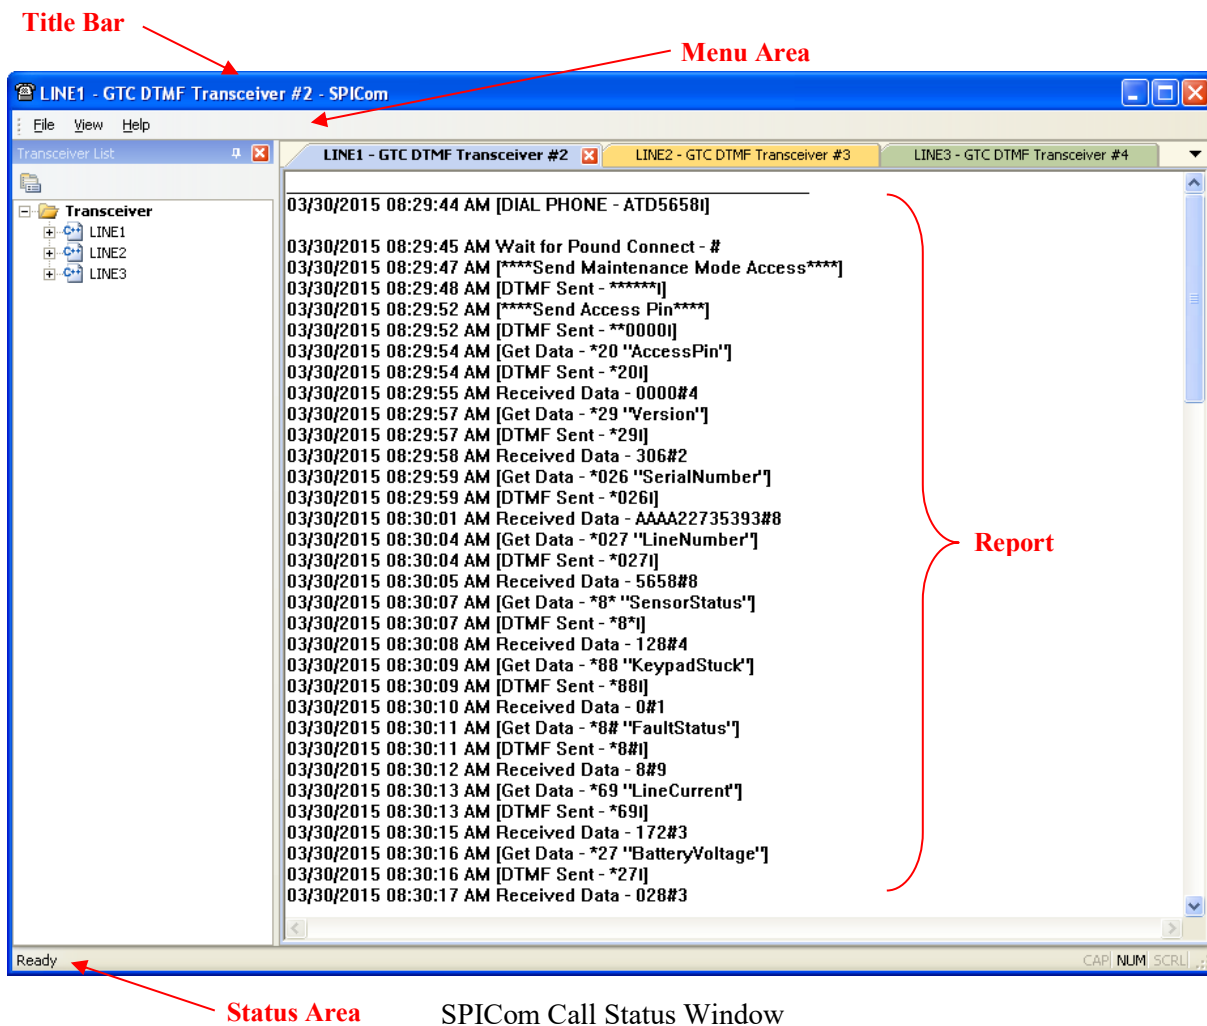 Title Bar
Menu Area
LINE1 - GTC DTMF Transceiver #2 - SPICom
File View Help
Transceiver List
LINE1 - GTC DTMF Transceiver #2
LINE2 - GTC DTMF Transceiver #3
LINE3 - GTC DTMF Transceiver #4
Transceiver
LINE1
LINE2
LINE3
03/30/2015 08:29:44 AM [DIAL PHONE - ATD5658I]
03/30/2015 08:29:45 AM Wait for Pound Connect - #
03/30/2015 08:29:47 AM [****Send Maintenance Mode Access****]
03/30/2015 08:29:48 AM [DTMF Sent - ******I]
03/30/2015 08:29:52 AM [****Send Access Pin****]
03/30/2015 08:29:52 AM [DTMF Sent - **0000I]
03/30/2015 08:29:54 AM [Get Data - *20 "AccessPin"]
03/30/2015 08:29:54 AM [DTMF Sent - *20I]
03/30/2015 08:29:55 AM Received Data - 0000#4
03/30/2015 08:29:57 AM [Get Data - *29 "Version"]
03/30/2015 08:29:57 AM [DTMF Sent - *29I]
03/30/2015 08:29:58 AM Received Data - 306#2
03/30/2015 08:29:59 AM [Get Data - *026 "SerialNumber"]
03/30/2015 08:29:59 AM [DTMF Sent - *026I]
03/30/2015 08:30:01 AM Received Data - AAAA22735393#8
03/30/2015 08:30:04 AM [Get Data - *027 "LineNumber"]
03/30/2015 08:30:04 AM [DTMF Sent - *027I]
03/30/2015 08:30:05 AM Received Data - 5658#8
03/30/2015 08:30:07 AM [Get Data - *8* "SensorStatus"]
03/30/2015 08:30:07 AM [DTMF Sent - *8*I]
03/30/2015 08:30:08 AM Received Data - 128#4
03/30/2015 08:30:09 AM [Get Data - *88 "KeypadStuck"]
03/30/2015 08:30:09 AM [DTMF Sent - *88I]
03/30/2015 08:30:10 AM Received Data - 0#1
03/30/2015 08:30:11 AM [Get Data - *8# "FaultStatus"]
03/30/2015 08:30:11 AM [DTMF Sent - *8#I]
03/30/2015 08:30:12 AM Received Data - 8#9
03/30/2015 08:30:13 AM [Get Data - *69 "LineCurrent"]
03/30/2015 08:30:13 AM [DTMF Sent - *69I]
03/30/2015 08:30:15 AM Received Data - 172#3
03/30/2015 08:30:16 AM [Get Data - *27 "BatteryVoltage"]
03/30/2015 08:30:16 AM [DTMF Sent - *27I]
03/30/2015 08:30:17 AM Received Data - 028#3
Report
Ready
CAP NUM SCRL
Status Area
SPICom Call Status Window